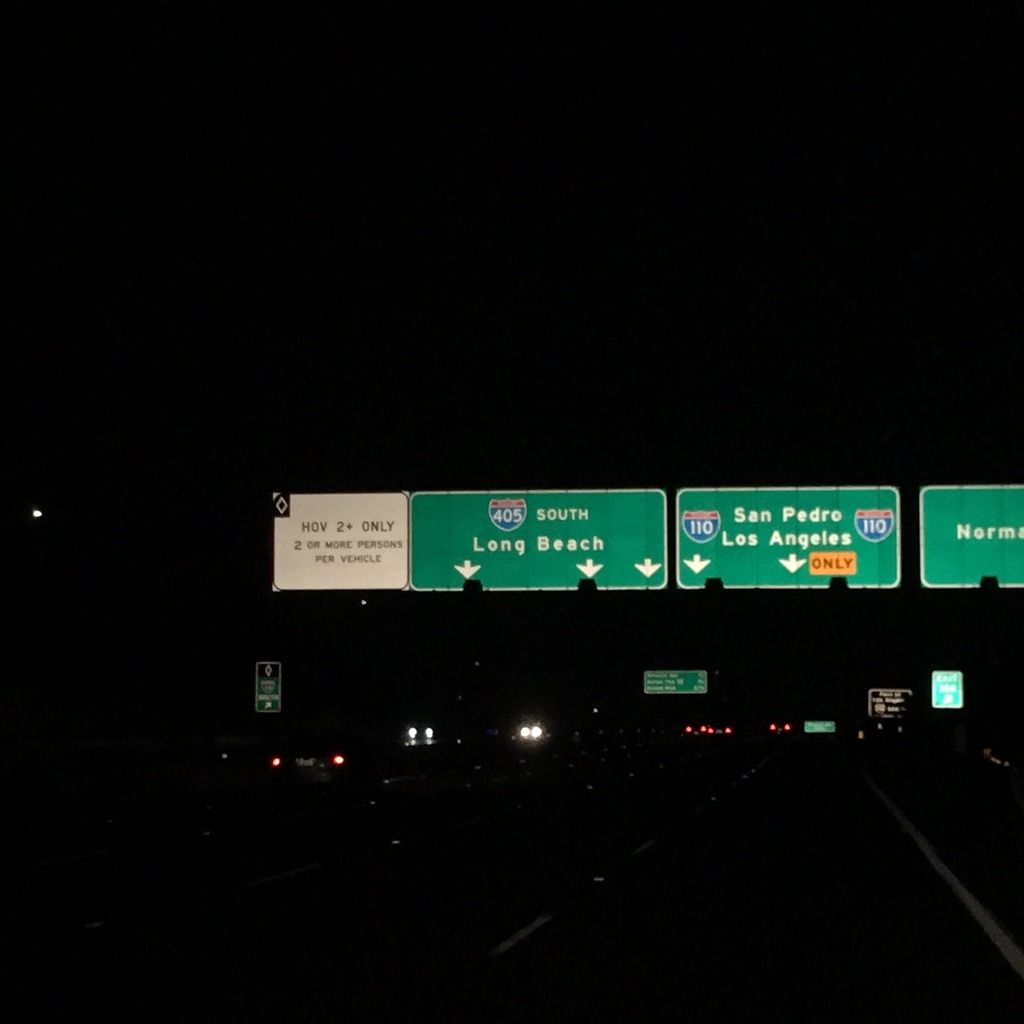 HOV 2+ ONLY
2 OR MORE PERSONS
PER VEHICLE
405 SOUTH
Long Beach
110 San Pedro 110
Los Angeles
ONLY
Norma